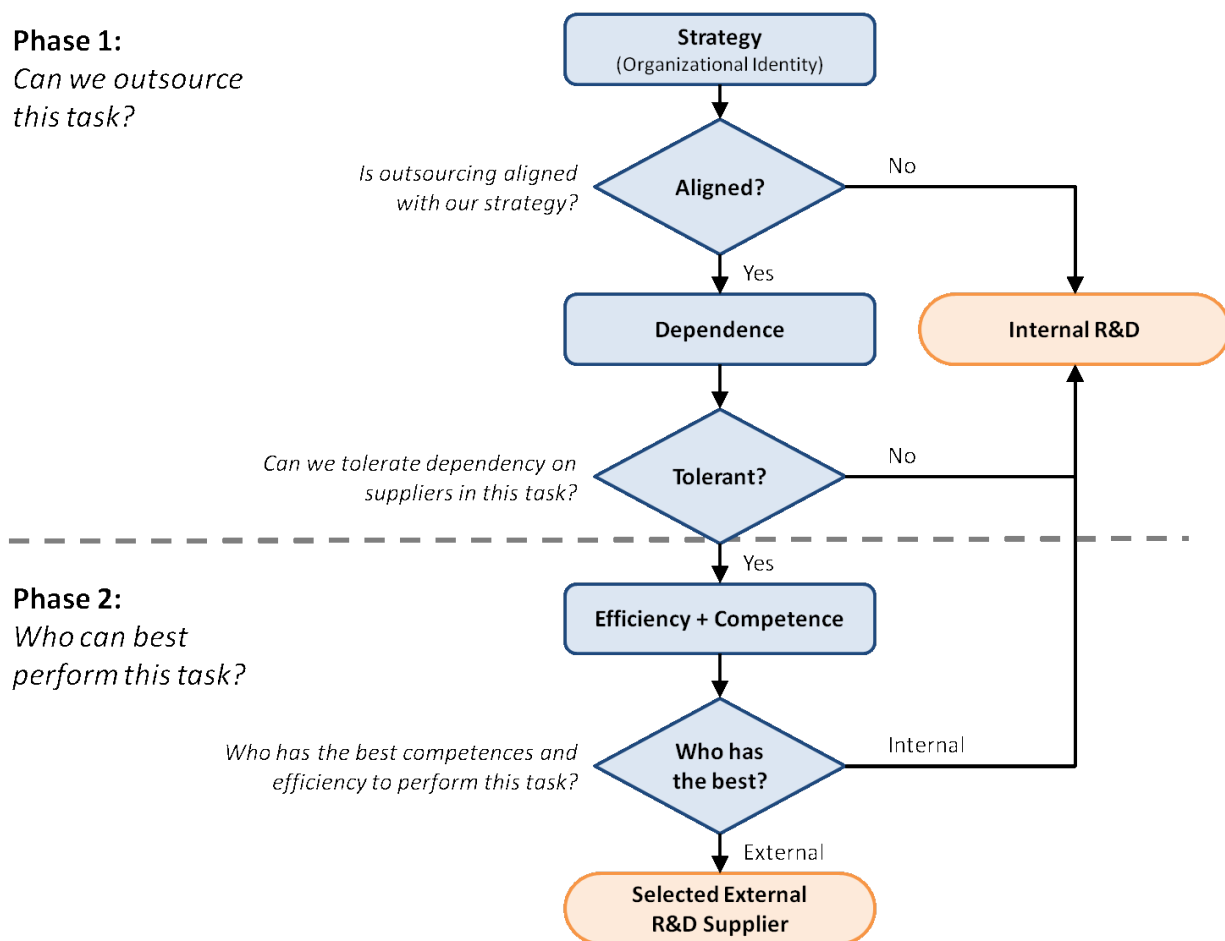 Phase 1:
Can we outsource
this task?
Strategy
(Organizational Identity)
Is outsourcing aligned
with our strategy?
Aligned?
No
Yes
Dependence
Internal R&D
Can we tolerate dependency on
suppliers in this task?
Tolerant?
No
Yes
Phase 2:
Who can best
perform this task?
Efficiency + Competence
Who has the best competences and
efficiency to perform this task?
Who has
the best?
Internal
External
Selected External
R&D Supplier